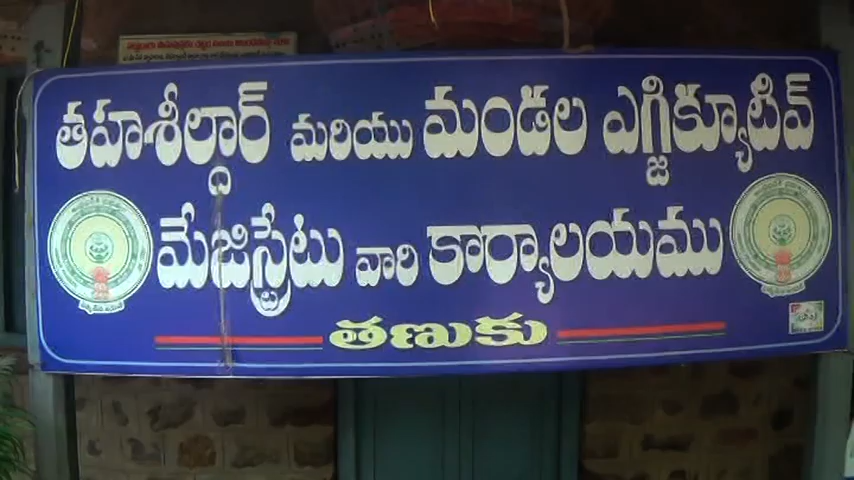 తహశీల్దార్ మరియు మండల ఎగ్జిక్యూటివ్
మేజిస్ట్రేటు వారి కార్యాలయము
తణుకు